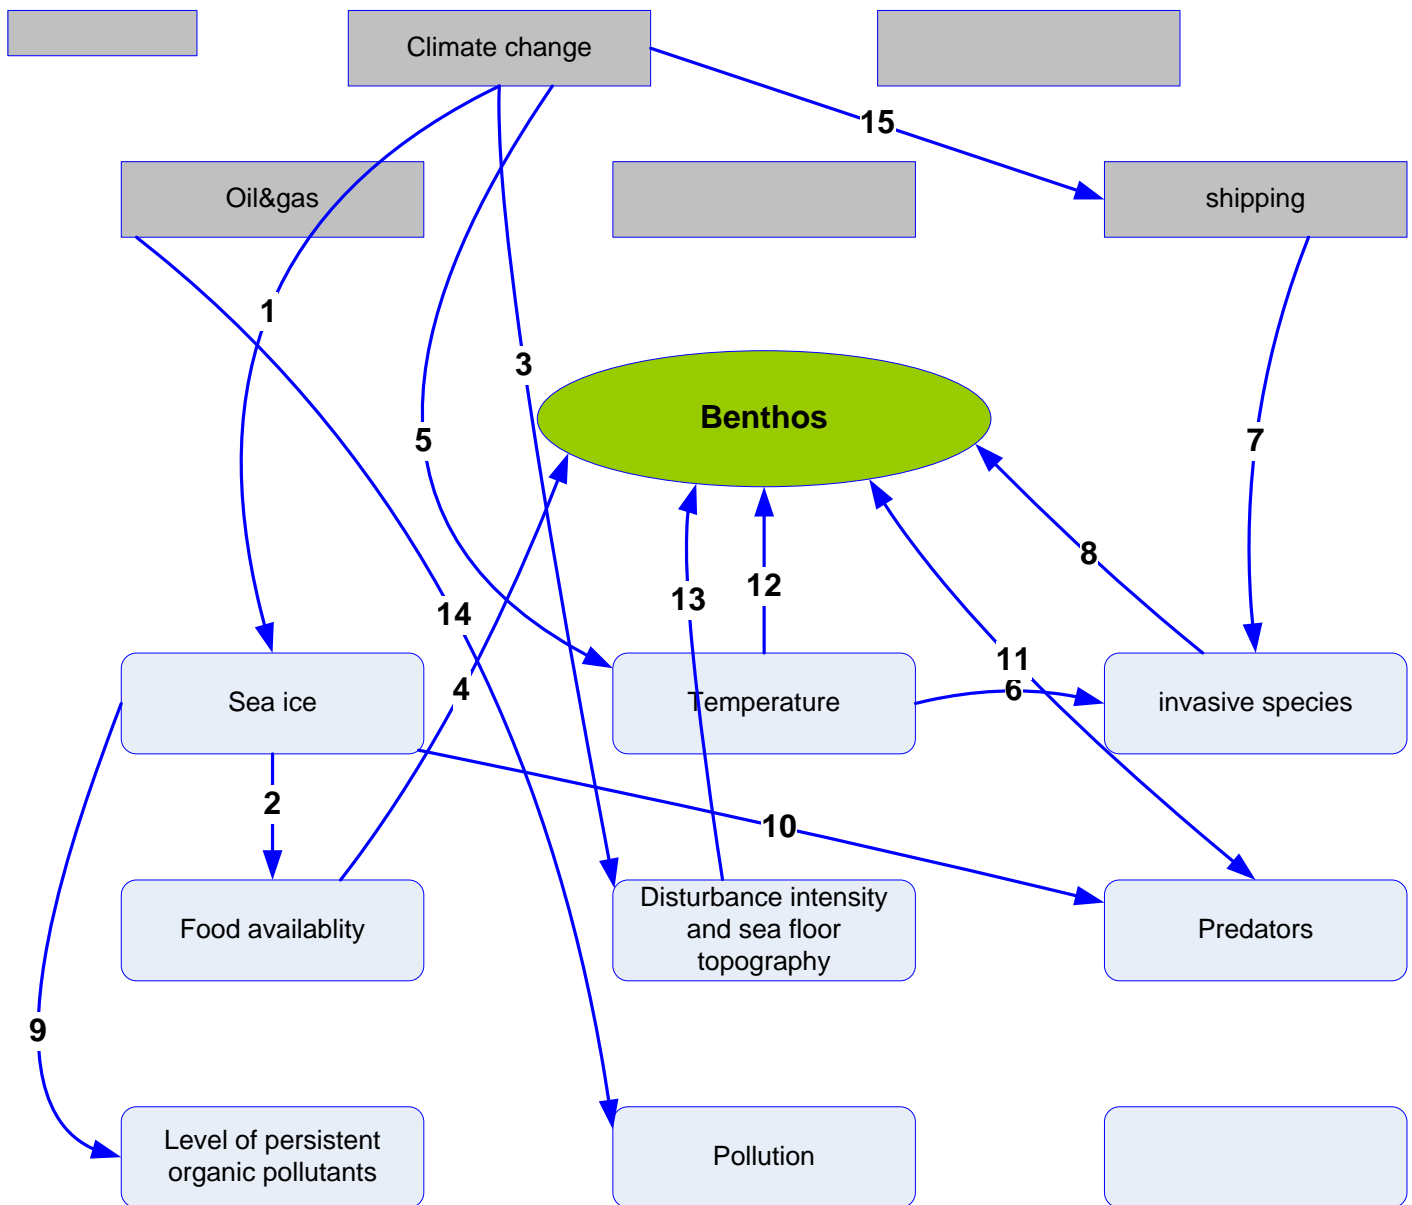 Climate change
15
Oil&gas
shipping
1
3
Benthos
5
7
8
12
13
14
11
4
6
Sea ice
Temperature
invasive species
2
10
Food availablity
Disturbance intensity
and sea floor
topography
Predators
9
Level of persistent
organic pollutants
Pollution